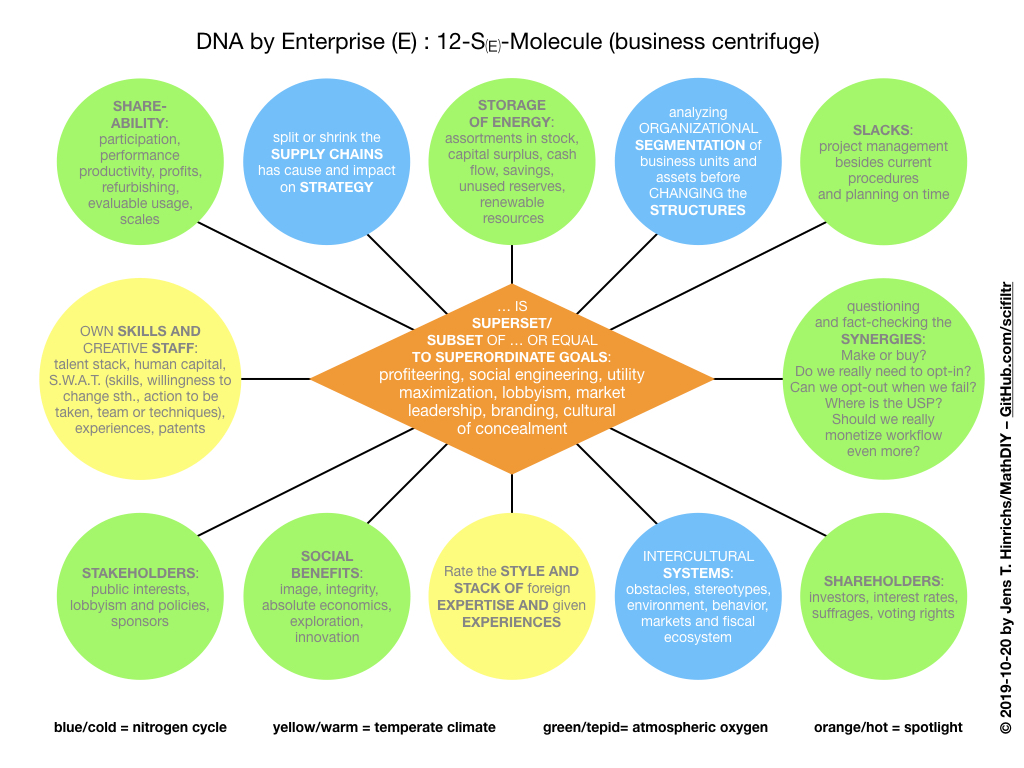 DNA by Enterprise (E) : 12-S(E)-Molecule (business centrifuge)
SHARE-
ABILITY:
participation,
performance
productivity, profits,
refurbishing,
evaluable usage,
scales
split or shrink the
SUPPLY CHAINS
has cause and impact
on STRATEGY
STORAGE
OF ENERGY:
assortments in stock,
capital surplus, cash
flow, savings,
unused reserves,
renewable
resources
analyzing
ORGANIZATIONAL
SEGMENTATION of
business units and
assets before
CHANGING the
STRUCTURES
SLACKS:
project management
besides current
procedures
and planning on time
OWN SKILLS AND
CREATIVE STAFF:
talent stack, human capital,
S.W.A.T. (skills, willingness to
change sth., action to be
taken, team or techniques),
experiences, patents
… IS
SUPERSET/
SUBSET OF … OR EQUAL
TO SUPERORDINATE GOALS:
profiteering, social engineering, utility
maximization, lobbyism, market
leadership, branding, cultural
of concealment
questioning
and fact-checking the
SYNERGIES:
Make or buy?
Do we really need to opt-in?
Can we opt-out when we fail?
Where is the USP?
Should we really
monetize workflow
even more?
STAKEHOLDERS:
public interests,
lobbyism and policies,
sponsors
SOCIAL
BENEFITS:
image, integrity,
absolute economics,
exploration,
innovation
Rate the STYLE AND
STACK OF foreign
EXPERTISE AND given
EXPERIENCES
INTERCULTURAL
SYSTEMS:
obstacles, stereotypes,
environment, behavior,
markets and fiscal
ecosystem
SHAREHOLDERS:
investors, interest rates,
suffrages, voting rights
blue/cold = nitrogen cycle
yellow/warm = temperate climate
green/tepid= atmospheric oxygen
orange/hot = spotlight
© 2019-10-20 by Jens T. Hinrichs/MathDIY – GitHub.com/scifiltr